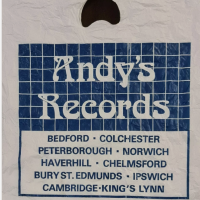 Andy's
Records
BEDFORD · COLCHESTER
PETERBOROUGH · NORWICH
HAVERHILL · CHELMSFORD
BURY ST. EDMUNDS · IPSWICH
CAMBRIDGE · KING'S LYNN